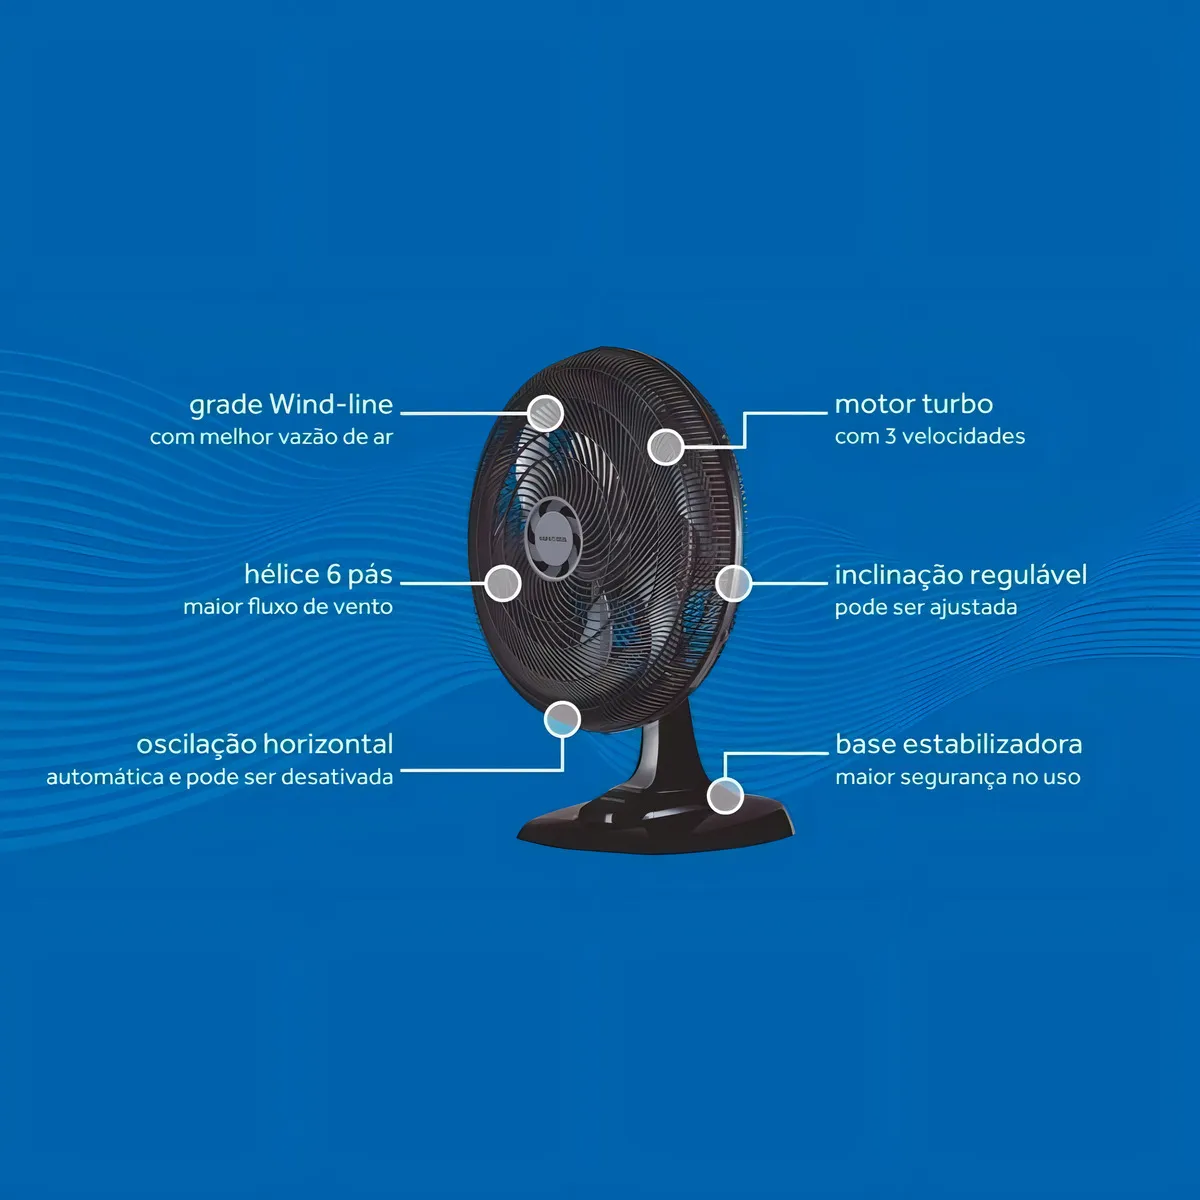 grade Wind-line
com melhor vazão de ar
motor turbo
com 3 velocidades
hélice 6 pás
maior fluxo de vento
inclinação regulável
pode ser ajustada
oscilação horizontal
automática e pode ser desativada
base estabilizadora
maior segurança no uso